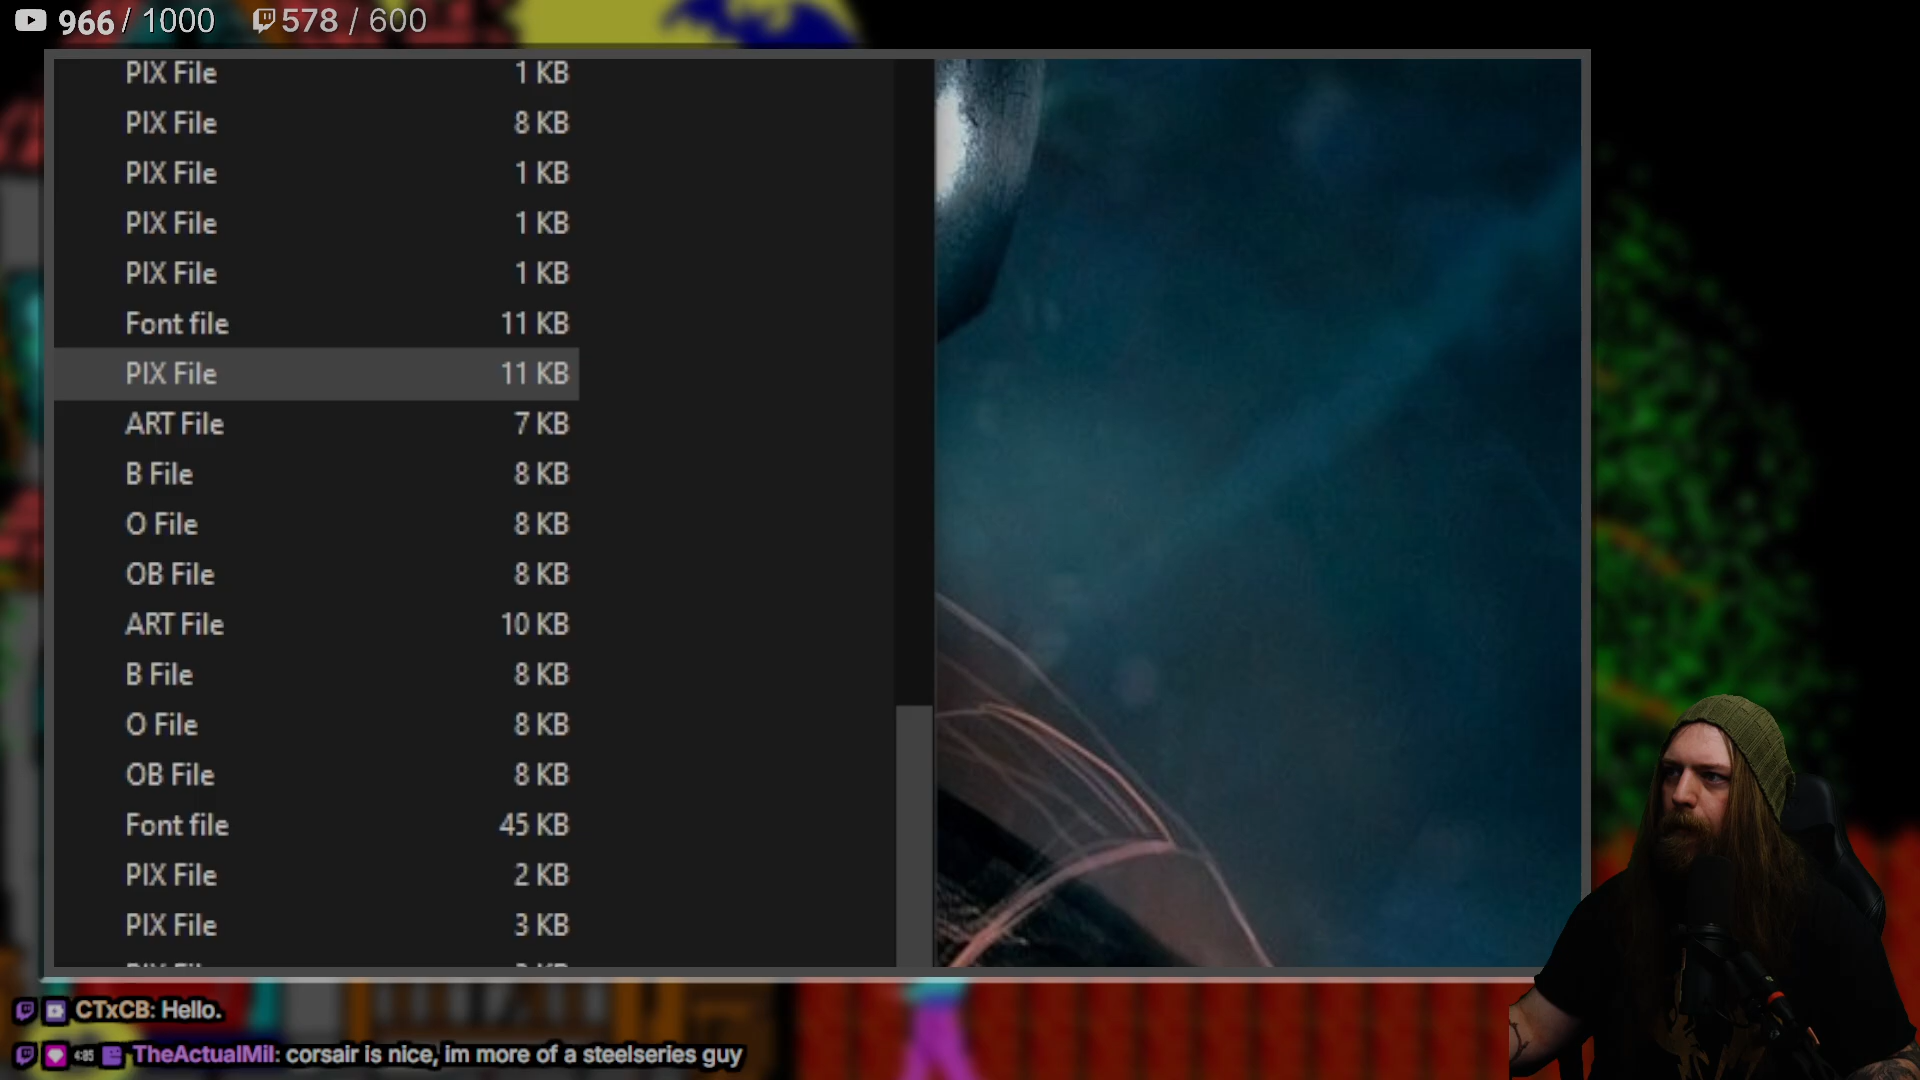 966 / 1000 578 / 600
PIX File 1 KB
PIX File 8 KB
PIX File 1 KB
PIX File 1 KB
PIX File 1 KB
Font file 11 KB
PIX File 11 KB
ART File 7 KB
B File 8 KB
O File 8 KB
OB File 8 KB
ART File 10 KB
B File 8 KB
O File 8 KB
OB File 8 KB
Font file 45 KB
PIX File 2 KB
PIX File 3 KB
CTxCB: Hello.
TheActualMil: corsair is nice, im more of a steelseries guy